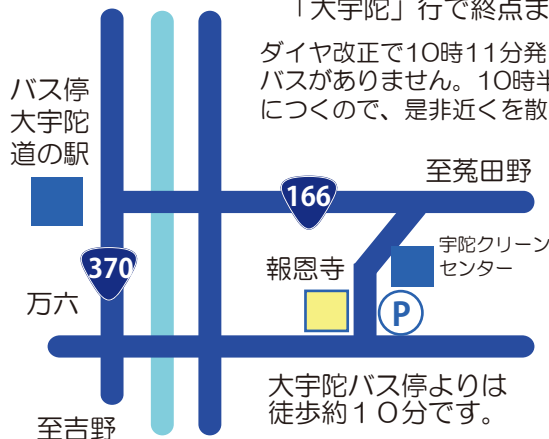 「大宇陀」行で終点ま
ダイヤ改正で10時11分発
バスがありません。10時半
につくので、是非近くを散
バス停
大宇陀
道の駅
至菟田野
166
宇陀クリーン
センター
370
報恩寺
万六
P
大宇陀バス停よりは
徒歩約10分です。
至吉野